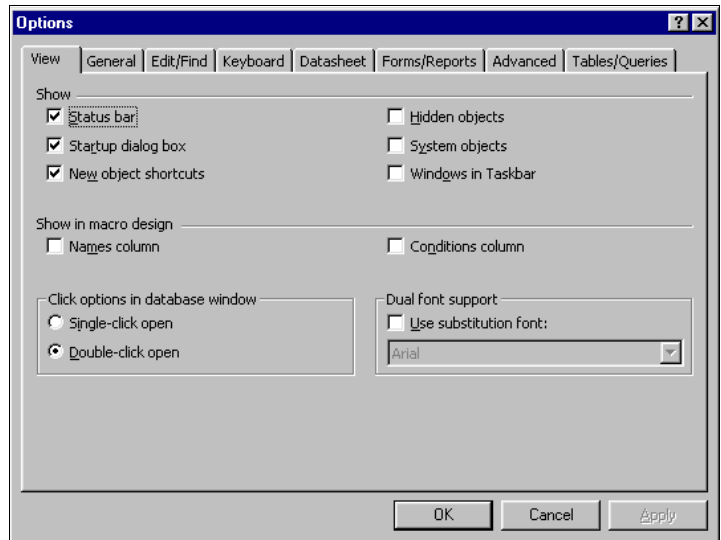 Options
View General Edit/Find Keyboard Datasheet Forms/Reports Advanced Tables/Queries
Show
Status bar Hidden objects
Startup dialog box System objects
New object shortcuts Windows in Taskbar
Show in macro design
Names column Conditions column
Click options in database window Dual font support
Single-click open Use substitution font:
Double-click open Arial
OK Cancel Apply